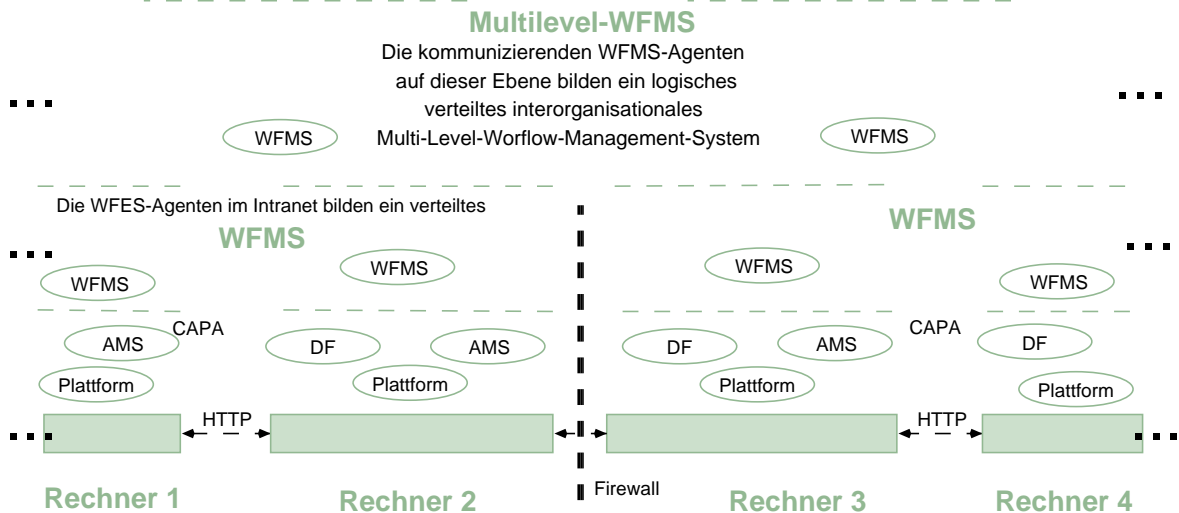 Multilevel-WFMS
Die kommunizierenden WFMS-Agenten
auf dieser Ebene bilden ein logisches
verteiltes interorganisationales
Multi-Level-Worflow-Management-System
WFMS
WFMS
Die WFES-Agenten im Intranet bilden ein verteiltes
WFMS
WFMS
WFMS
WFMS
WFMS
WFMS
CAPA
CAPA
AMS
DF
AMS
DF
AMS
DF
Plattform
Plattform
Plattform
Plattform
HTTP
HTTP
Rechner 1
Rechner 2
Firewall
Rechner 3
Rechner 4